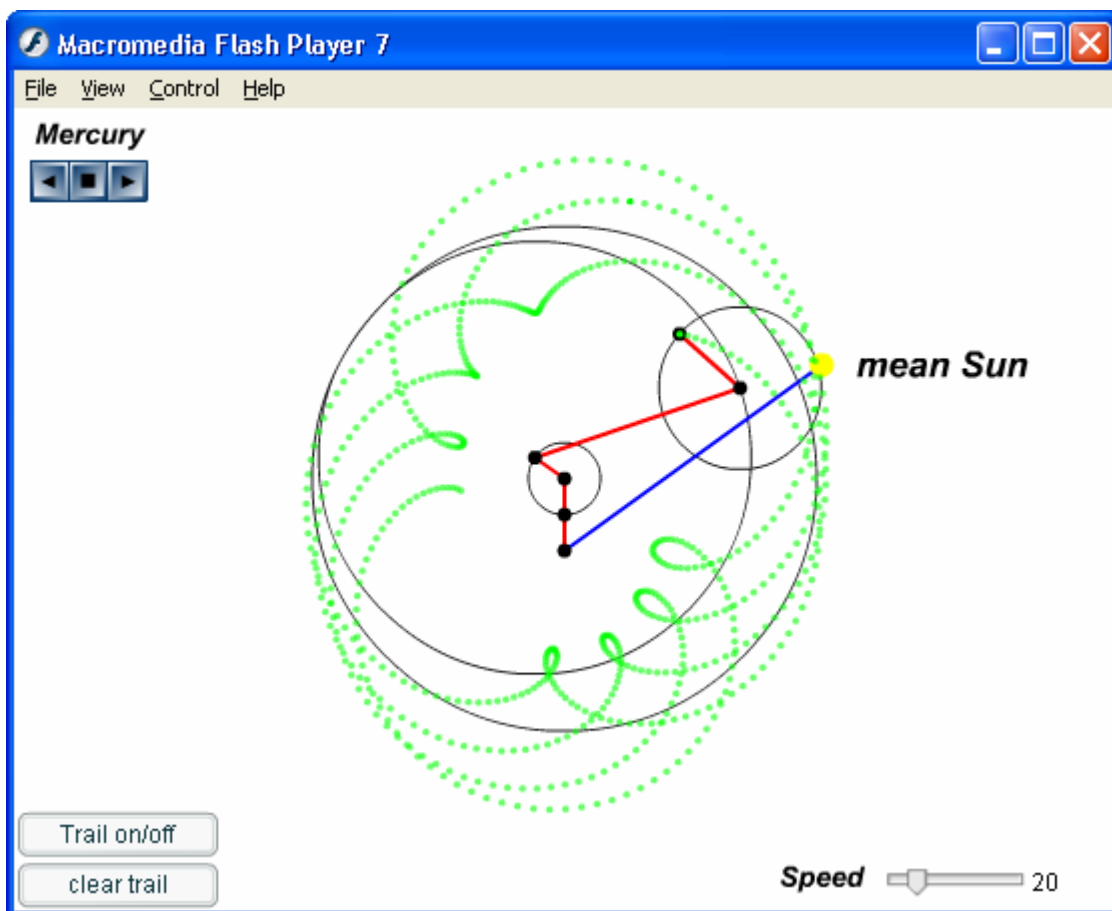 Macromedia Flash Player 7
File View Control Help
Mercury
mean Sun
Trail on/off
clear trail
Speed 20